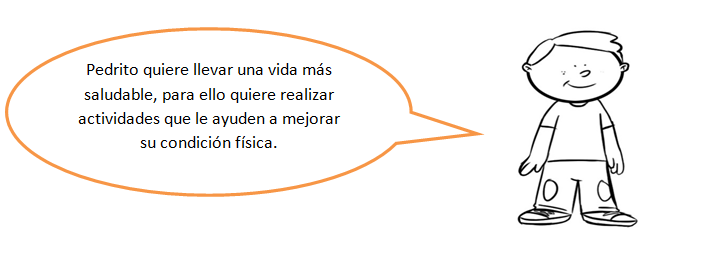 Pedrito quiere llevar una vida más
saludable, para ello quiere realizar
actividades que le ayuden a mejorar
su condición física.